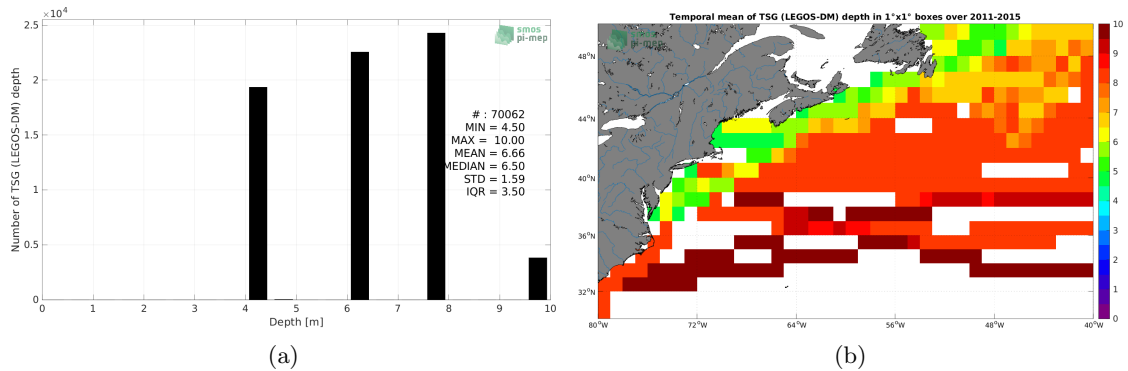 ×10⁴
2.5
2
1.5
1
0.5
0
0 1 2 3 4 5 6 7 8 9 10
Number of TSG (LEGOS-DM) depth
Depth [m]
smos
pi-mep
# : 70062
MIN = 4.50
MAX = 10.00
MEAN = 6.66
MEDIAN = 6.50
STD = 1.59
IQR = 3.50
(a)
Temporal mean of TSG (LEGOS-DM) depth in 1°x1° boxes over 2011-2015
smos
pi-mep
48°N
44°N
40°N
36°N
32°N
80°W 72°W 64°W 56°W 48°W 40°W
10
9
8
7
6
5
4
3
2
1
0
(b)